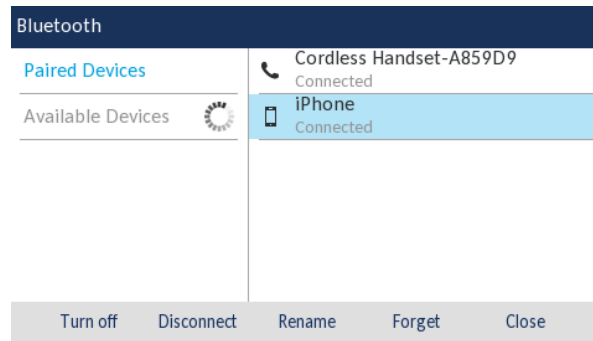 Bluetooth
Paired Devices
Available Devices
Cordless Handset-A859D9
Connected
iPhone
Connected
Turn off Disconnect Rename Forget Close